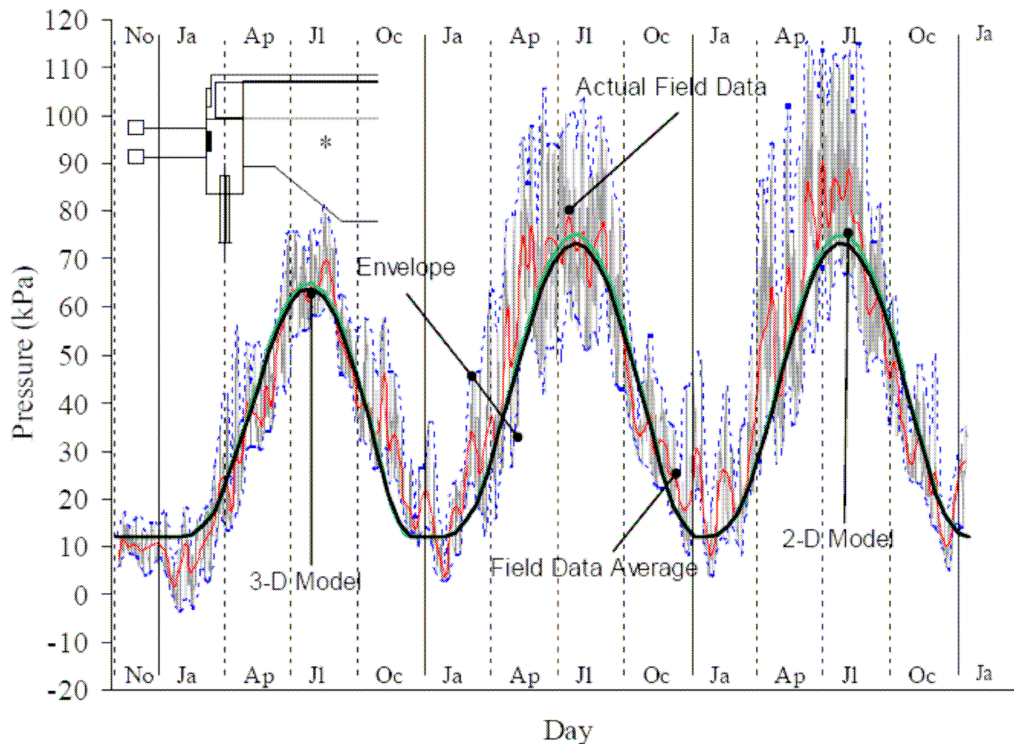 120
110
100
90
80
70
60
50
40
30
20
10
0
-10
-20
Pressure (kPa)
No Ja Ap Jl Oc Ja Ap Jl Oc Ja Ap Jl Oc Ja
Actual Field Data
*
Envelope
2-D Model
Field Data Average
3-D Model
No Ja Ap Jl Oc Ja Ap Jl Oc Ja Ap Jl Oc Ja
Day